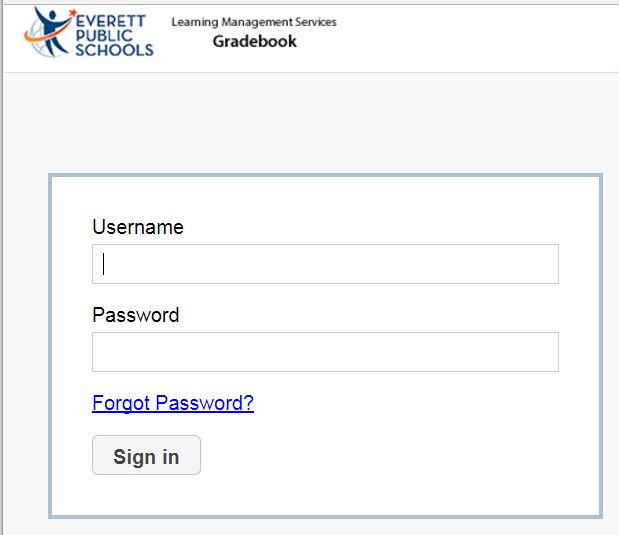 EVERETT
PUBLIC
SCHOOLS
Learning Management Services
Gradebook
Username
Password
Forgot Password?
Sign in